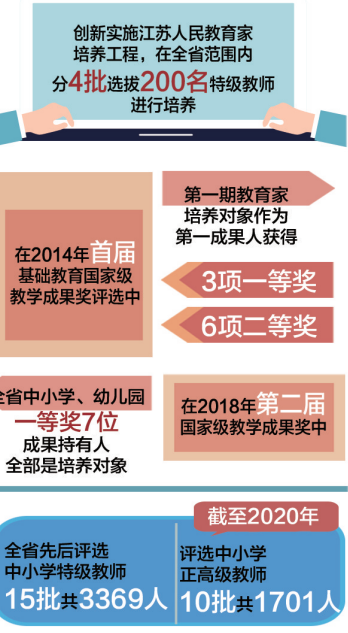 创新实施江苏人民教育家
培养工程，在全省范围内
分4批选拔200名特级教师
进行培养
在2014年首届
基础教育国家级
教学成果奖评选中
第一期教育家
培养对象作为
第一成果人获得
3项一等奖
6项二等奖
全省中小学、幼儿园
一等奖7位
成果持有人
全部是培养对象
在2018年第二届
国家级教学成果奖中
截至2020年
全省先后评选
中小学特级教师
15批共3369人
评选中小学
正高级教师
10批共1701人